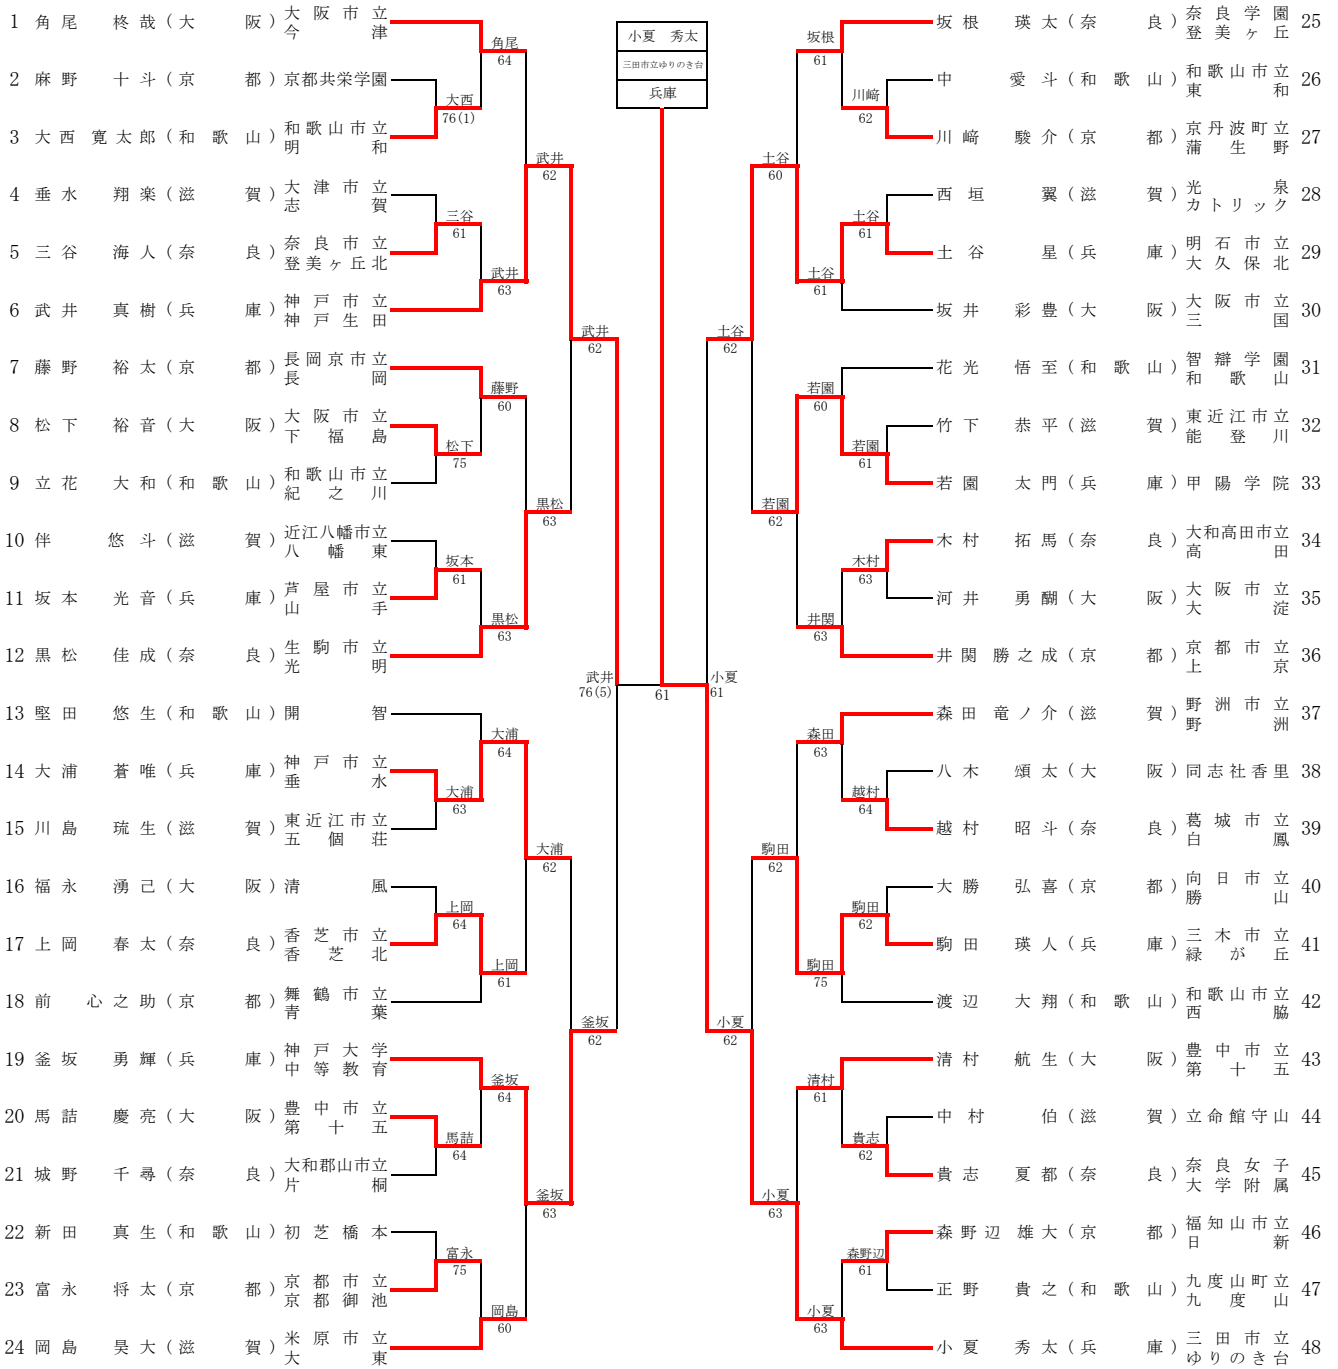 小夏 秀太
三田市立ゆりのき台
兵庫
1 角尾 柊哉(大阪) 大阪市立今津
2 麻野 十斗(京都) 京都共栄学園
3 大西寛太郎(和歌山) 和歌山市立明和
4 垂水 翔楽(滋賀) 大津市立志賀
5 三谷 海人(奈良) 奈良市立登美ヶ丘北
6 武井 真樹(兵庫) 神戸市立神戸生田
7 藤野 裕太(京都) 長岡京市立長岡
8 松下 裕音(大阪) 大阪市立下福島
9 立花 大和(和歌山) 和歌山市立紀之川
10 伴 悠斗(滋賀) 近江八幡市立八幡東
11 坂本 光音(兵庫) 芦屋市立山手
12 黒松 佳成(奈良) 生駒市立光明
13 堅田 悠生(和歌山) 開智
14 大浦 蒼唯(兵庫) 神戸市立垂水
15 川島 琉生(滋賀) 東近江市立五個荘
16 福永 湧己(大阪) 清風
17 上岡 春太(奈良) 香芝市立香芝北
18 前 心之助(京都) 舞鶴市立青葉
19 釜坂 勇輝(兵庫) 神戸大学中等教育
20 馬詰 慶亮(大阪) 豊中市立第十五
21 城野 千尋(奈良) 大和郡山市立片桐
22 新田 真生(和歌山) 初芝橋本
23 富永 将太(京都) 京都市立京都御池
24 岡島 昊大(滋賀) 米原市立大東
角尾 64
大西 76(1)
武井 62
三谷 61
武井 63
武井 62
藤野 60
松下 75
黒松 63
坂本 61
黒松 63
武井 76(5)
大浦 64
大浦 63
大浦 62
上岡 64
上岡 61
釜坂 62
釜坂 64
馬詰 64
釜坂 63
富永 75
岡島 60
61
坂根 61
川﨑 62
土谷 60
土谷 61
土谷 61
土谷 62
若園 60
若園 61
若園 62
木村 63
井関 63
小夏 61
森田 63
越村 64
駒田 62
駒田 62
駒田 75
小夏 62
清村 61
貴志 62
小夏 63
森野辺 61
小夏 63
坂根 瑛太(奈良) 奈良学園登美ヶ丘 25
中 愛斗(和歌山) 和歌山市立東和 26
川﨑 駿介(京都) 京丹波町立蒲生野 27
西垣 翼(滋賀) 光泉カトリック 28
土谷 星(兵庫) 明石市立大久保北 29
坂井 彩豊(大阪) 大阪市立三国 30
花光 悟至(和歌山) 智辯学園和歌山 31
竹下 恭平(滋賀) 東近江市立能登川 32
若園 太門(兵庫) 甲陽学院 33
木村 拓馬(奈良) 大和高田市立高田 34
河井 勇醐(大阪) 大阪市立大淀 35
井関勝之成(京都) 京都市立上京 36
森田竜ノ介(滋賀) 野洲市立野洲 37
八木 頌太(大阪) 同志社香里 38
越村 昭斗(奈良) 葛城市立白鳳 39
大勝 弘喜(京都) 向日市立勝山 40
駒田 瑛人(兵庫) 三木市立緑が丘 41
渡辺 大翔(和歌山) 和歌山市立西脇 42
清村 航生(大阪) 豊中市立第十五 43
中村 伯(滋賀) 立命館守山 44
貴志 夏都(奈良) 奈良女子大学附属 45
森野辺雄大(京都) 福知山市立日新 46
正野 貴之(和歌山) 九度山町立九度山 47
小夏 秀太(兵庫) 三田市立ゆりのき台 48